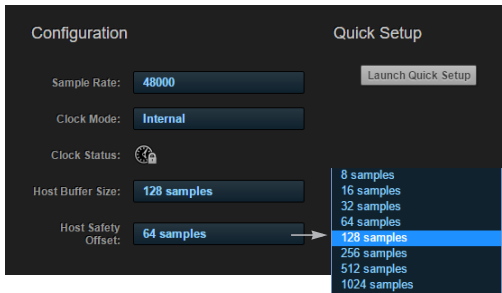 Configuration
Quick Setup
Sample Rate:
48000
Launch Quick Setup
Clock Mode:
Internal
Clock Status:
Host Buffer Size:
128 samples
Host Safety
Offset:
64 samples
8 samples
16 samples
32 samples
64 samples
128 samples
256 samples
512 samples
1024 samples